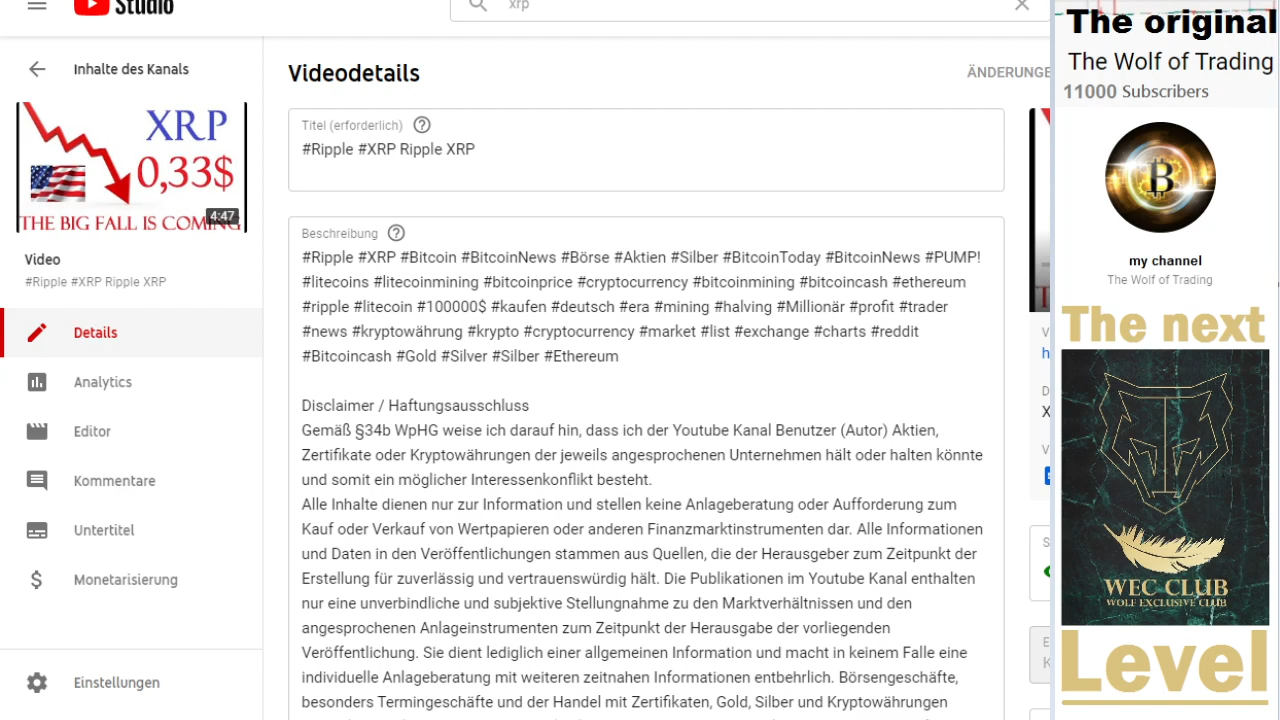 Studio
xrp
Inhalte des Kanals
XRP
0,33$
THE BIG FALL IS COMING
4:47
Video
#Ripple #XRP Ripple XRP
Details
Analytics
Editor
Kommentare
Untertitel
Monetarisierung
Einstellungen
Videodetails
ÄNDERUNGE
Titel (erforderlich)
#Ripple #XRP Ripple XRP
Beschreibung
#Ripple #XRP #Bitcoin #BitcoinNews #Börse #Aktien #Silber #BitcoinToday #BitcoinNews #PUMP!
#litecoins #litecoinmining #bitcoinprice #cryptocurrency #bitcoinmining #bitcoincash #ethereum
#ripple #litecoin #100000$ #kaufen #deutsch #era #mining #halving #Millionär #profit #trader
#news #kryptowährung #krypto #cryptocurrency #market #list #exchange #charts #reddit
#Bitcoincash #Gold #Silver #Silber #Ethereum
Disclaimer / Haftungsausschluss
Gemäß §34b WpHG weise ich darauf hin, dass ich der Youtube Kanal Benutzer (Autor) Aktien,
Zertifikate oder Kryptowährungen der jeweils angesprochenen Unternehmen hält oder halten könnte
und somit ein möglicher Interessenkonflikt besteht.
Alle Inhalte dienen nur zur Information und stellen keine Anlageberatung oder Aufforderung zum
Kauf oder Verkauf von Wertpapieren oder anderen Finanzmarktinstrumenten dar. Alle Informationen
und Daten in den Veröffentlichungen stammen aus Quellen, die der Herausgeber zum Zeitpunkt der
Erstellung für zuverlässig und vertrauenswürdig hält. Die Publikationen im Youtube Kanal enthalten
nur eine unverbindliche und subjektive Stellungnahme zu den Marktverhältnissen und den
angesprochenen Anlageinstrumenten zum Zeitpunkt der Herausgabe der vorliegenden
Veröffentlichung. Sie dient lediglich einer allgemeinen Information und macht in keinem Falle eine
individuelle Anlageberatung mit weiteren zeitnahen Informationen entbehrlich. Börsengeschäfte,
besonders Termingeschäfte und der Handel mit Zertifikaten, Gold, Silber und Kryptowährungen
The original
The Wolf of Trading
11000 Subscribers
B
my channel
The Wolf of Trading
The next
WEC CLUB
WOLF EXCLUSIVE CLUB
Level